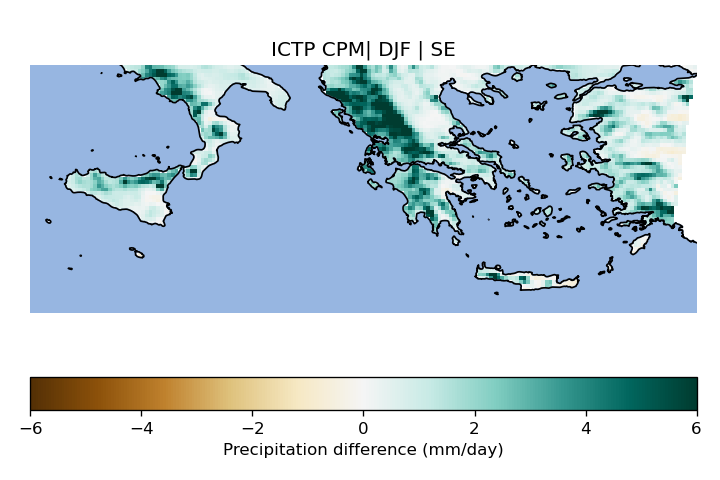 ICTP CPM| DJF | SE
−6 −4 −2 0 2 4 6
Precipitation difference (mm/day)